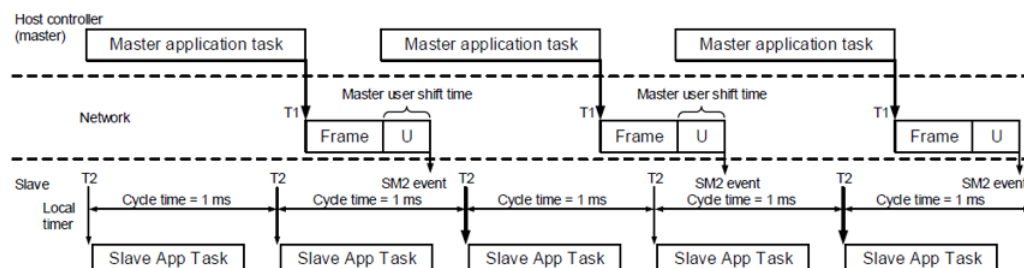 Host controller
(master)
Master application task Master application task Master application task
Master user shift time Master user shift time
T1 T1 T1
Network
Frame U Frame U Frame U
Slave T2 T2 SM2 event T2 T2 SM2 event T2 SM2 event
Local
timer
Cycle time = 1 ms Cycle time = 1 ms Cycle time = 1 ms Cycle time = 1 ms Cycle time = 1 ms
Slave App Task Slave App Task Slave App Task Slave App Task Slave App Task